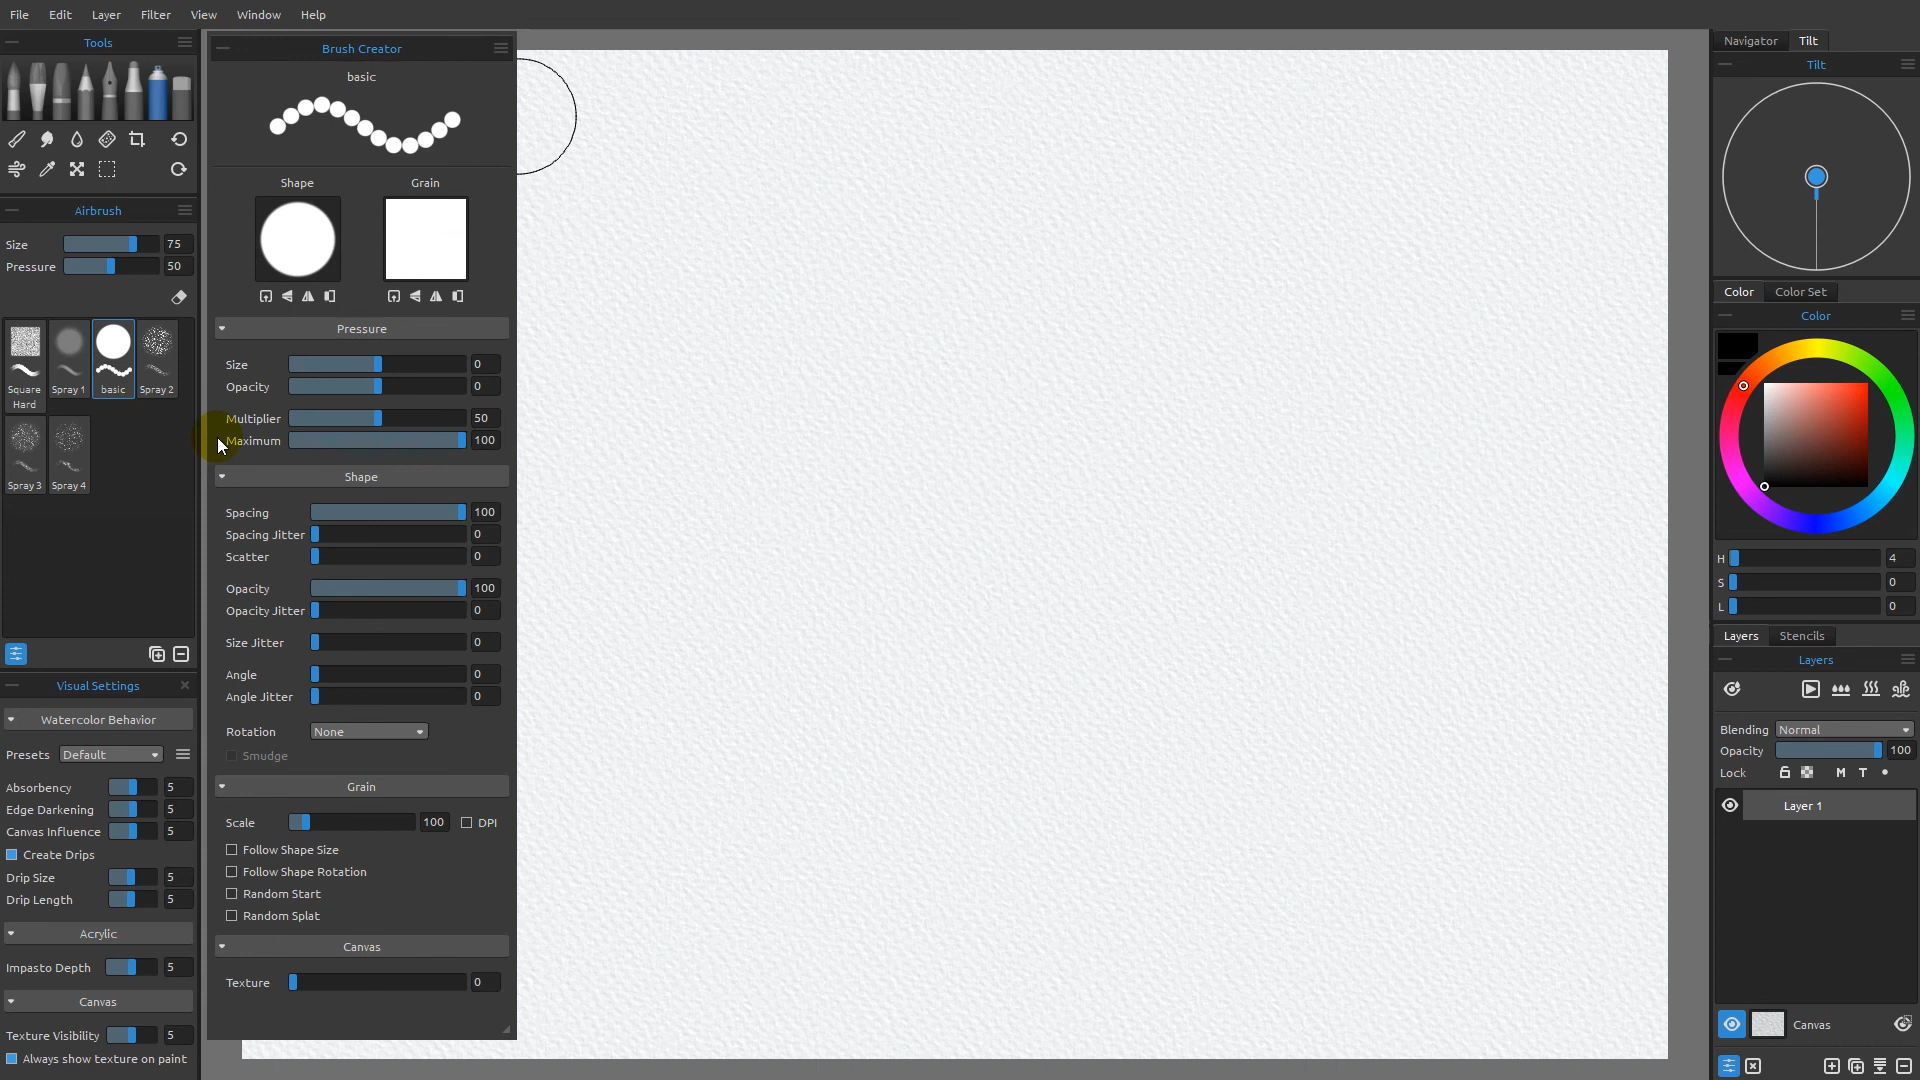 File Edit Layer Filter View Window Help
Tools
Airbrush
Size 75
Pressure 50
Square Hard
Spray 1
basic
Spray 2
Spray 3
Spray 4
Visual Settings
Watercolor Behavior
Presets Default
Absorbency 5
Edge Darkening 5
Canvas Influence 5
Create Drips
Drip Size 5
Drip Length 5
Acrylic
Impasto Depth 5
Canvas
Texture Visibility 5
Always show texture on paint
Brush Creator
basic
Shape Grain
Pressure
Size 0
Opacity 0
Multiplier 50
Maximum 100
Shape
Spacing 100
Spacing Jitter 0
Scatter 0
Opacity 100
Opacity Jitter 0
Size Jitter 0
Angle 0
Angle Jitter 0
Rotation None
Smudge
Grain
Scale 100 DPI
Follow Shape Size
Follow Shape Rotation
Random Start
Random Splat
Canvas
Texture 0
Navigator Tilt
Tilt
Color Color Set
Color
H 4
S 0
L 0
Layers Stencils
Layers
Blending Normal
Opacity 100
Lock M T
Layer 1
Canvas